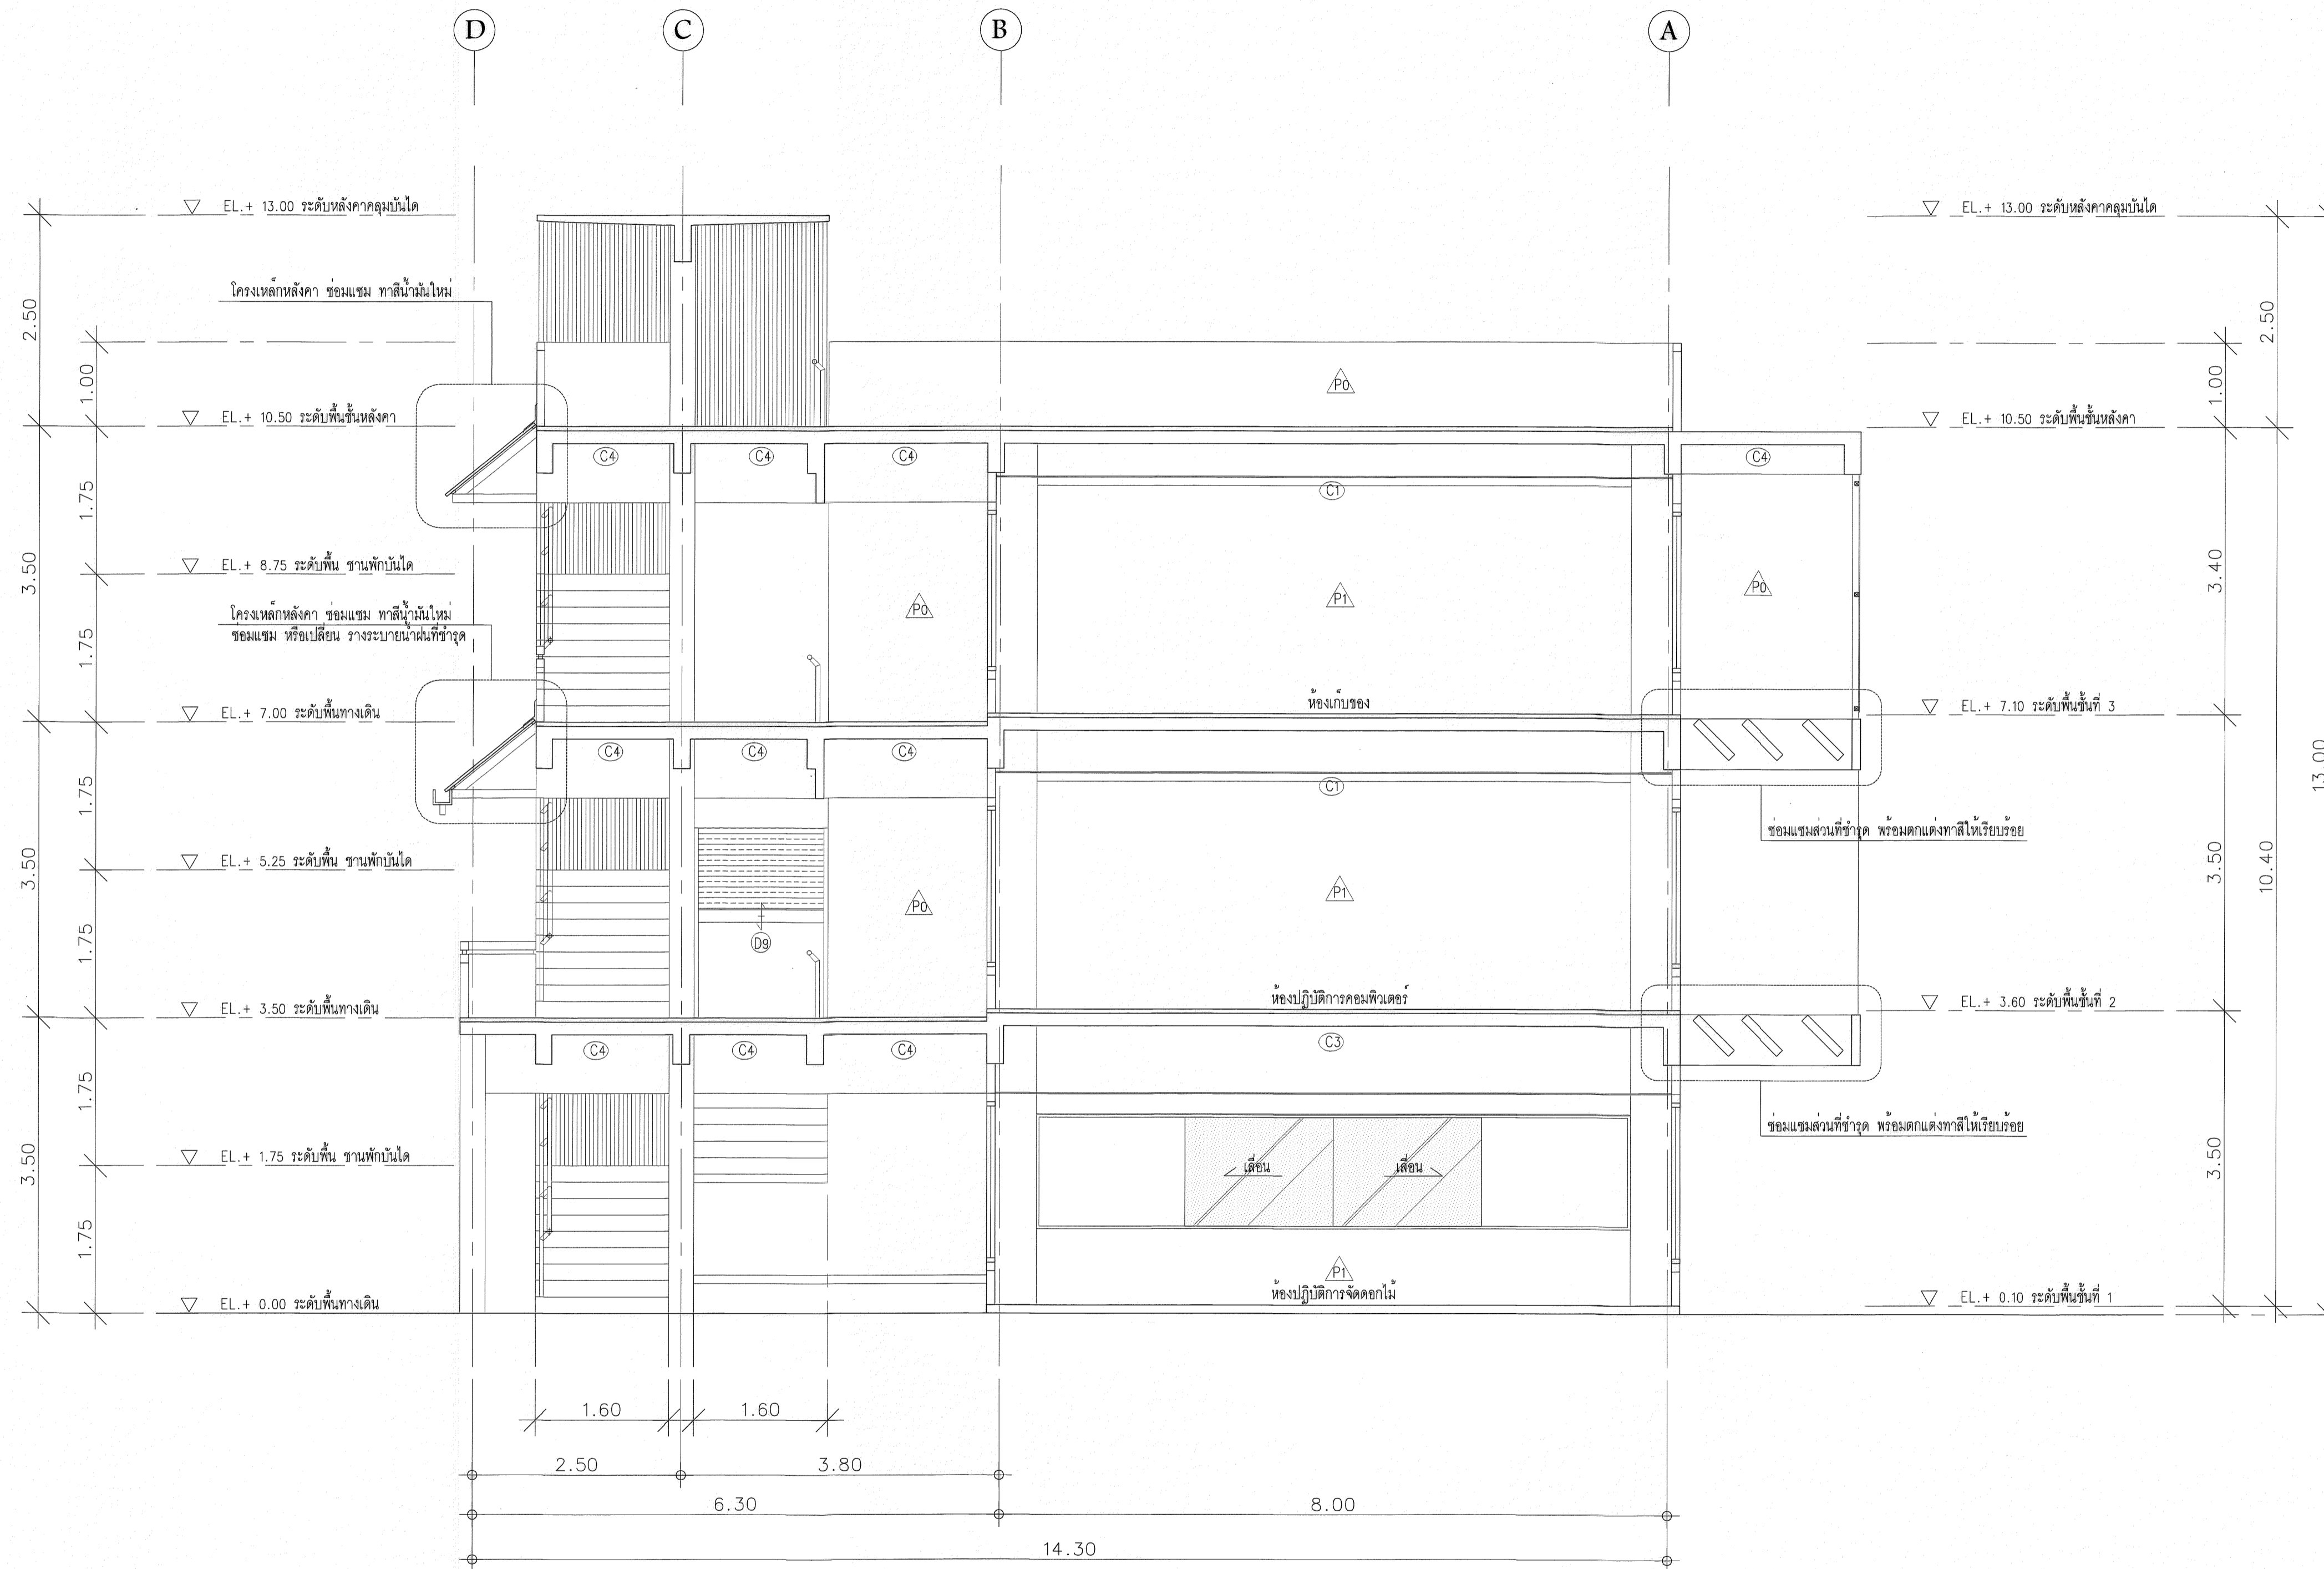 D
C
B
A
EL.+ 13.00 ระดับหลังคาคลุมบันได
EL.+ 13.00 ระดับหลังคาคลุมบันได
โครงเหล็กหลังคา ซ่อมแซม ทาสีน้ำมันใหม่
2.50
2.50
1.00
1.00
P0
EL.+ 10.50 ระดับพื้นชั้นหลังคา
EL.+ 10.50 ระดับพื้นชั้นหลังคา
C4
C4
C4
C4
C1
1.75
3.50
3.40
EL.+ 8.75 ระดับพื้น ชานพักบันได
P0
P1
P0
โครงเหล็กหลังคา ซ่อมแซม ทาสีน้ำมันใหม่
ซ่อมแซม หรือเปลี่ยน รางระบายน้ำฝนที่ชำรุด
1.75
ห้องเก็บของ
EL.+ 7.00 ระดับพื้นทางเดิน
EL.+ 7.10 ระดับพื้นชั้นที่ 3
C4
C4
C4
C1
13.00
1.75
ซ่อมแซมส่วนที่ชำรุด พร้อมตกแต่งทาสีให้เรียบร้อย
EL.+ 5.25 ระดับพื้น ชานพักบันได
3.50
3.50
10.40
P0
P1
D9
1.75
ห้องปฏิบัติการคอมพิวเตอร์
EL.+ 3.50 ระดับพื้นทางเดิน
EL.+ 3.60 ระดับพื้นชั้นที่ 2
C4
C4
C4
C3
1.75
ซ่อมแซมส่วนที่ชำรุด พร้อมตกแต่งทาสีให้เรียบร้อย
EL.+ 1.75 ระดับพื้น ชานพักบันได
3.50
3.50
เลื่อน
เลื่อน
1.75
P1
ห้องปฏิบัติการจัดดอกไม้
EL.+ 0.00 ระดับพื้นทางเดิน
EL.+ 0.10 ระดับพื้นชั้นที่ 1
1.60
1.60
2.50
3.80
6.30
8.00
14.30